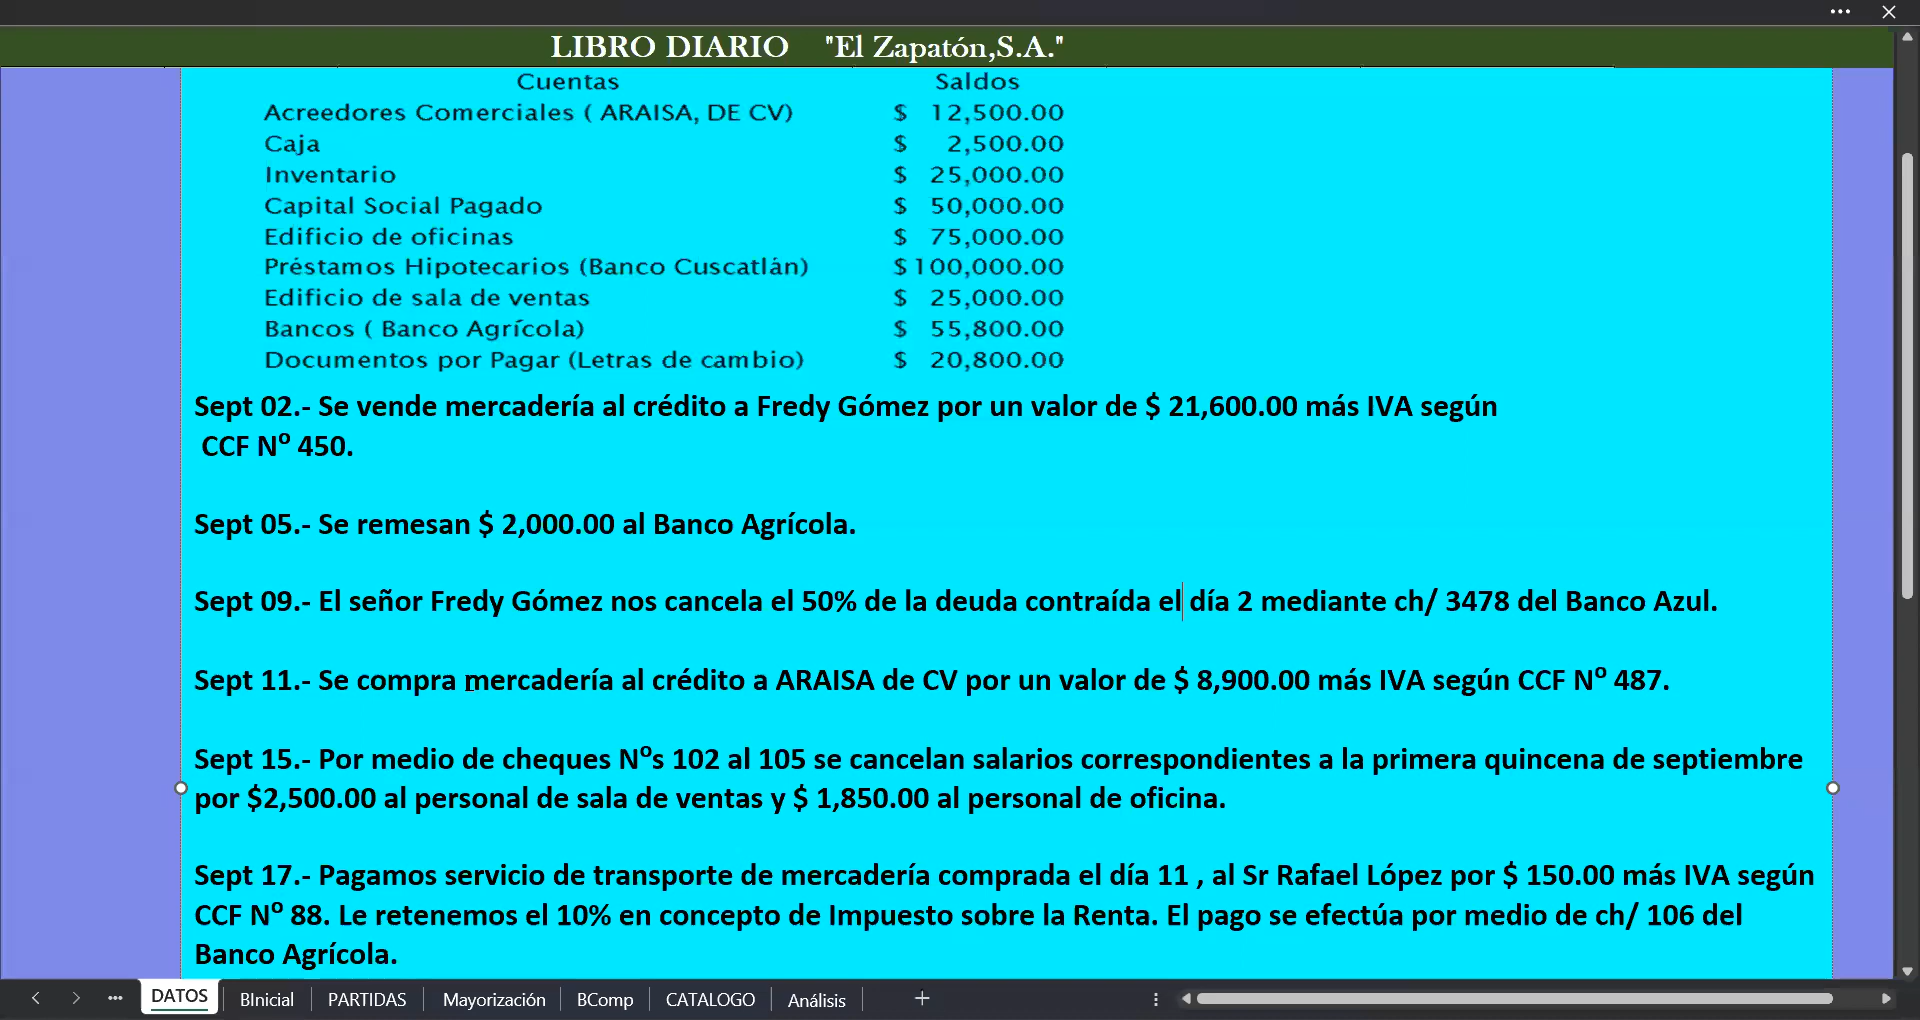 LIBRO DIARIO "El Zapatón,S.A."
Cuentas Saldos
Acreedores Comerciales ( ARAISA, DE CV) $ 12,500.00
Caja $ 2,500.00
Inventario $ 25,000.00
Capital Social Pagado $ 50,000.00
Edificio de oficinas $ 75,000.00
Préstamos Hipotecarios (Banco Cuscatlán) $100,000.00
Edificio de sala de ventas $ 25,000.00
Bancos ( Banco Agrícola) $ 55,800.00
Documentos por Pagar (Letras de cambio) $ 20,800.00
Sept 02.- Se vende mercadería al crédito a Fredy Gómez por un valor de $ 21,600.00 más IVA según
CCF Nº 450.
Sept 05.- Se remesan $ 2,000.00 al Banco Agrícola.
Sept 09.- El señor Fredy Gómez nos cancela el 50% de la deuda contraída el día 2 mediante ch/ 3478 del Banco Azul.
Sept 11.- Se compra mercadería al crédito a ARAISA de CV por un valor de $ 8,900.00 más IVA según CCF Nº 487.
Sept 15.- Por medio de cheques Nºs 102 al 105 se cancelan salarios correspondientes a la primera quincena de septiembre
por $2,500.00 al personal de sala de ventas y $ 1,850.00 al personal de oficina.
Sept 17.- Pagamos servicio de transporte de mercadería comprada el día 11 , al Sr Rafael López por $ 150.00 más IVA según
CCF Nº 88. Le retenemos el 10% en concepto de Impuesto sobre la Renta. El pago se efectúa por medio de ch/ 106 del
Banco Agrícola.
DATOS BInicial PARTIDAS Mayorización BComp CATALOGO Análisis